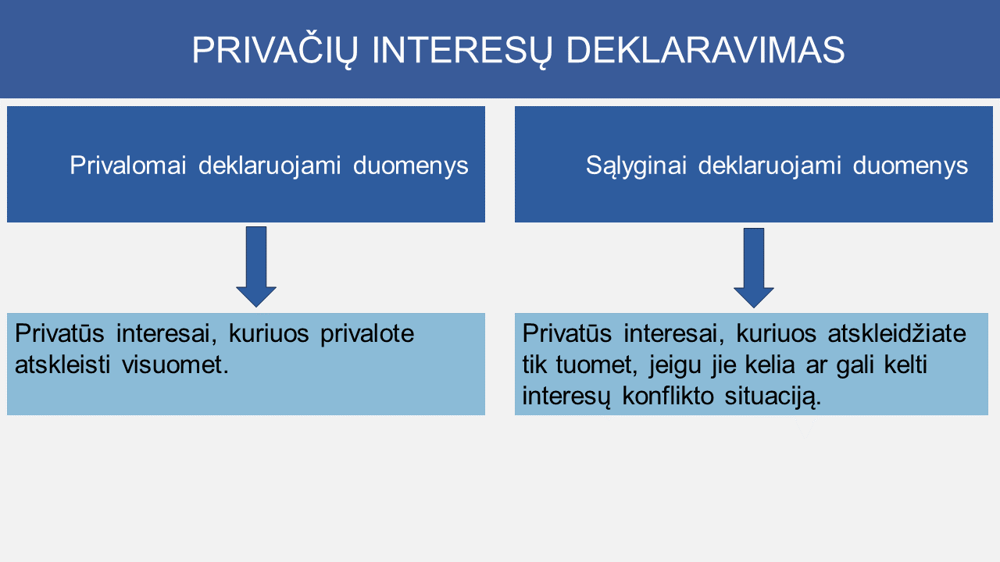 PRIVAČIŲ INTERESŲ DEKLARAVIMAS
Privalomai deklaruojami duomenys
Sąlyginai deklaruojami duomenys
Privatūs interesai, kuriuos privalote
atskleisti visuomet.
Privatūs interesai, kuriuos atskleidžiate
tik tuomet, jeigu jie kelia ar gali kelti
interesų konflikto situaciją.